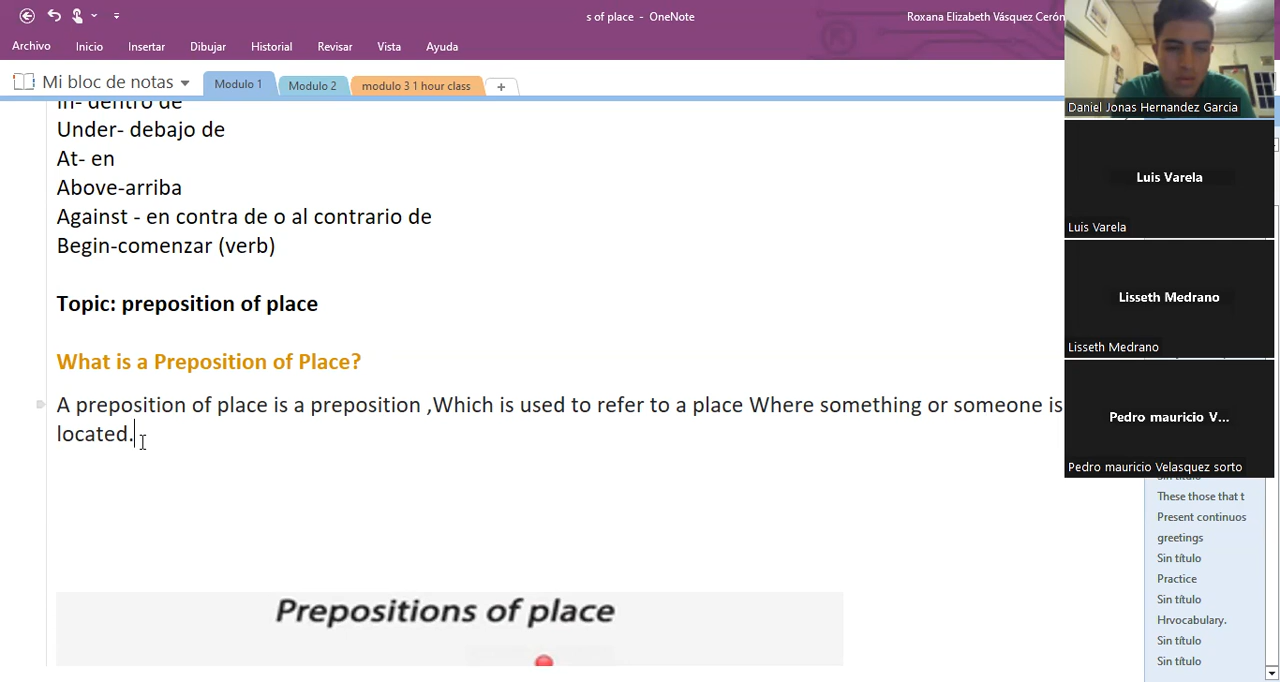 s of place - OneNote
Roxana Elizabeth Vásquez Cerón
Archivo
Inicio
Insertar
Dibujar
Historial
Revisar
Vista
Ayuda
Mi bloc de notas
Modulo 1
Modulo 2
modulo 3 1 hour class
+
In- dentro de
Under- debajo de
At- en
Above-arriba
Against - en contra de o al contrario de
Begin-comenzar (verb)
Topic: preposition of place
What is a Preposition of Place?
A preposition of place is a preposition ,Which is used to refer to a place Where something or someone is
located.
Prepositions of place
Daniel Jonas Hernandez Garcia
Luis Varela
Luis Varela
Lisseth Medrano
Lisseth Medrano
Pedro mauricio V...
Pedro mauricio Velasquez sorto
Sin título
These those that t
Present continuos
greetings
Sin título
Practice
Sin título
Hrvocabulary.
Sin título
Sin título